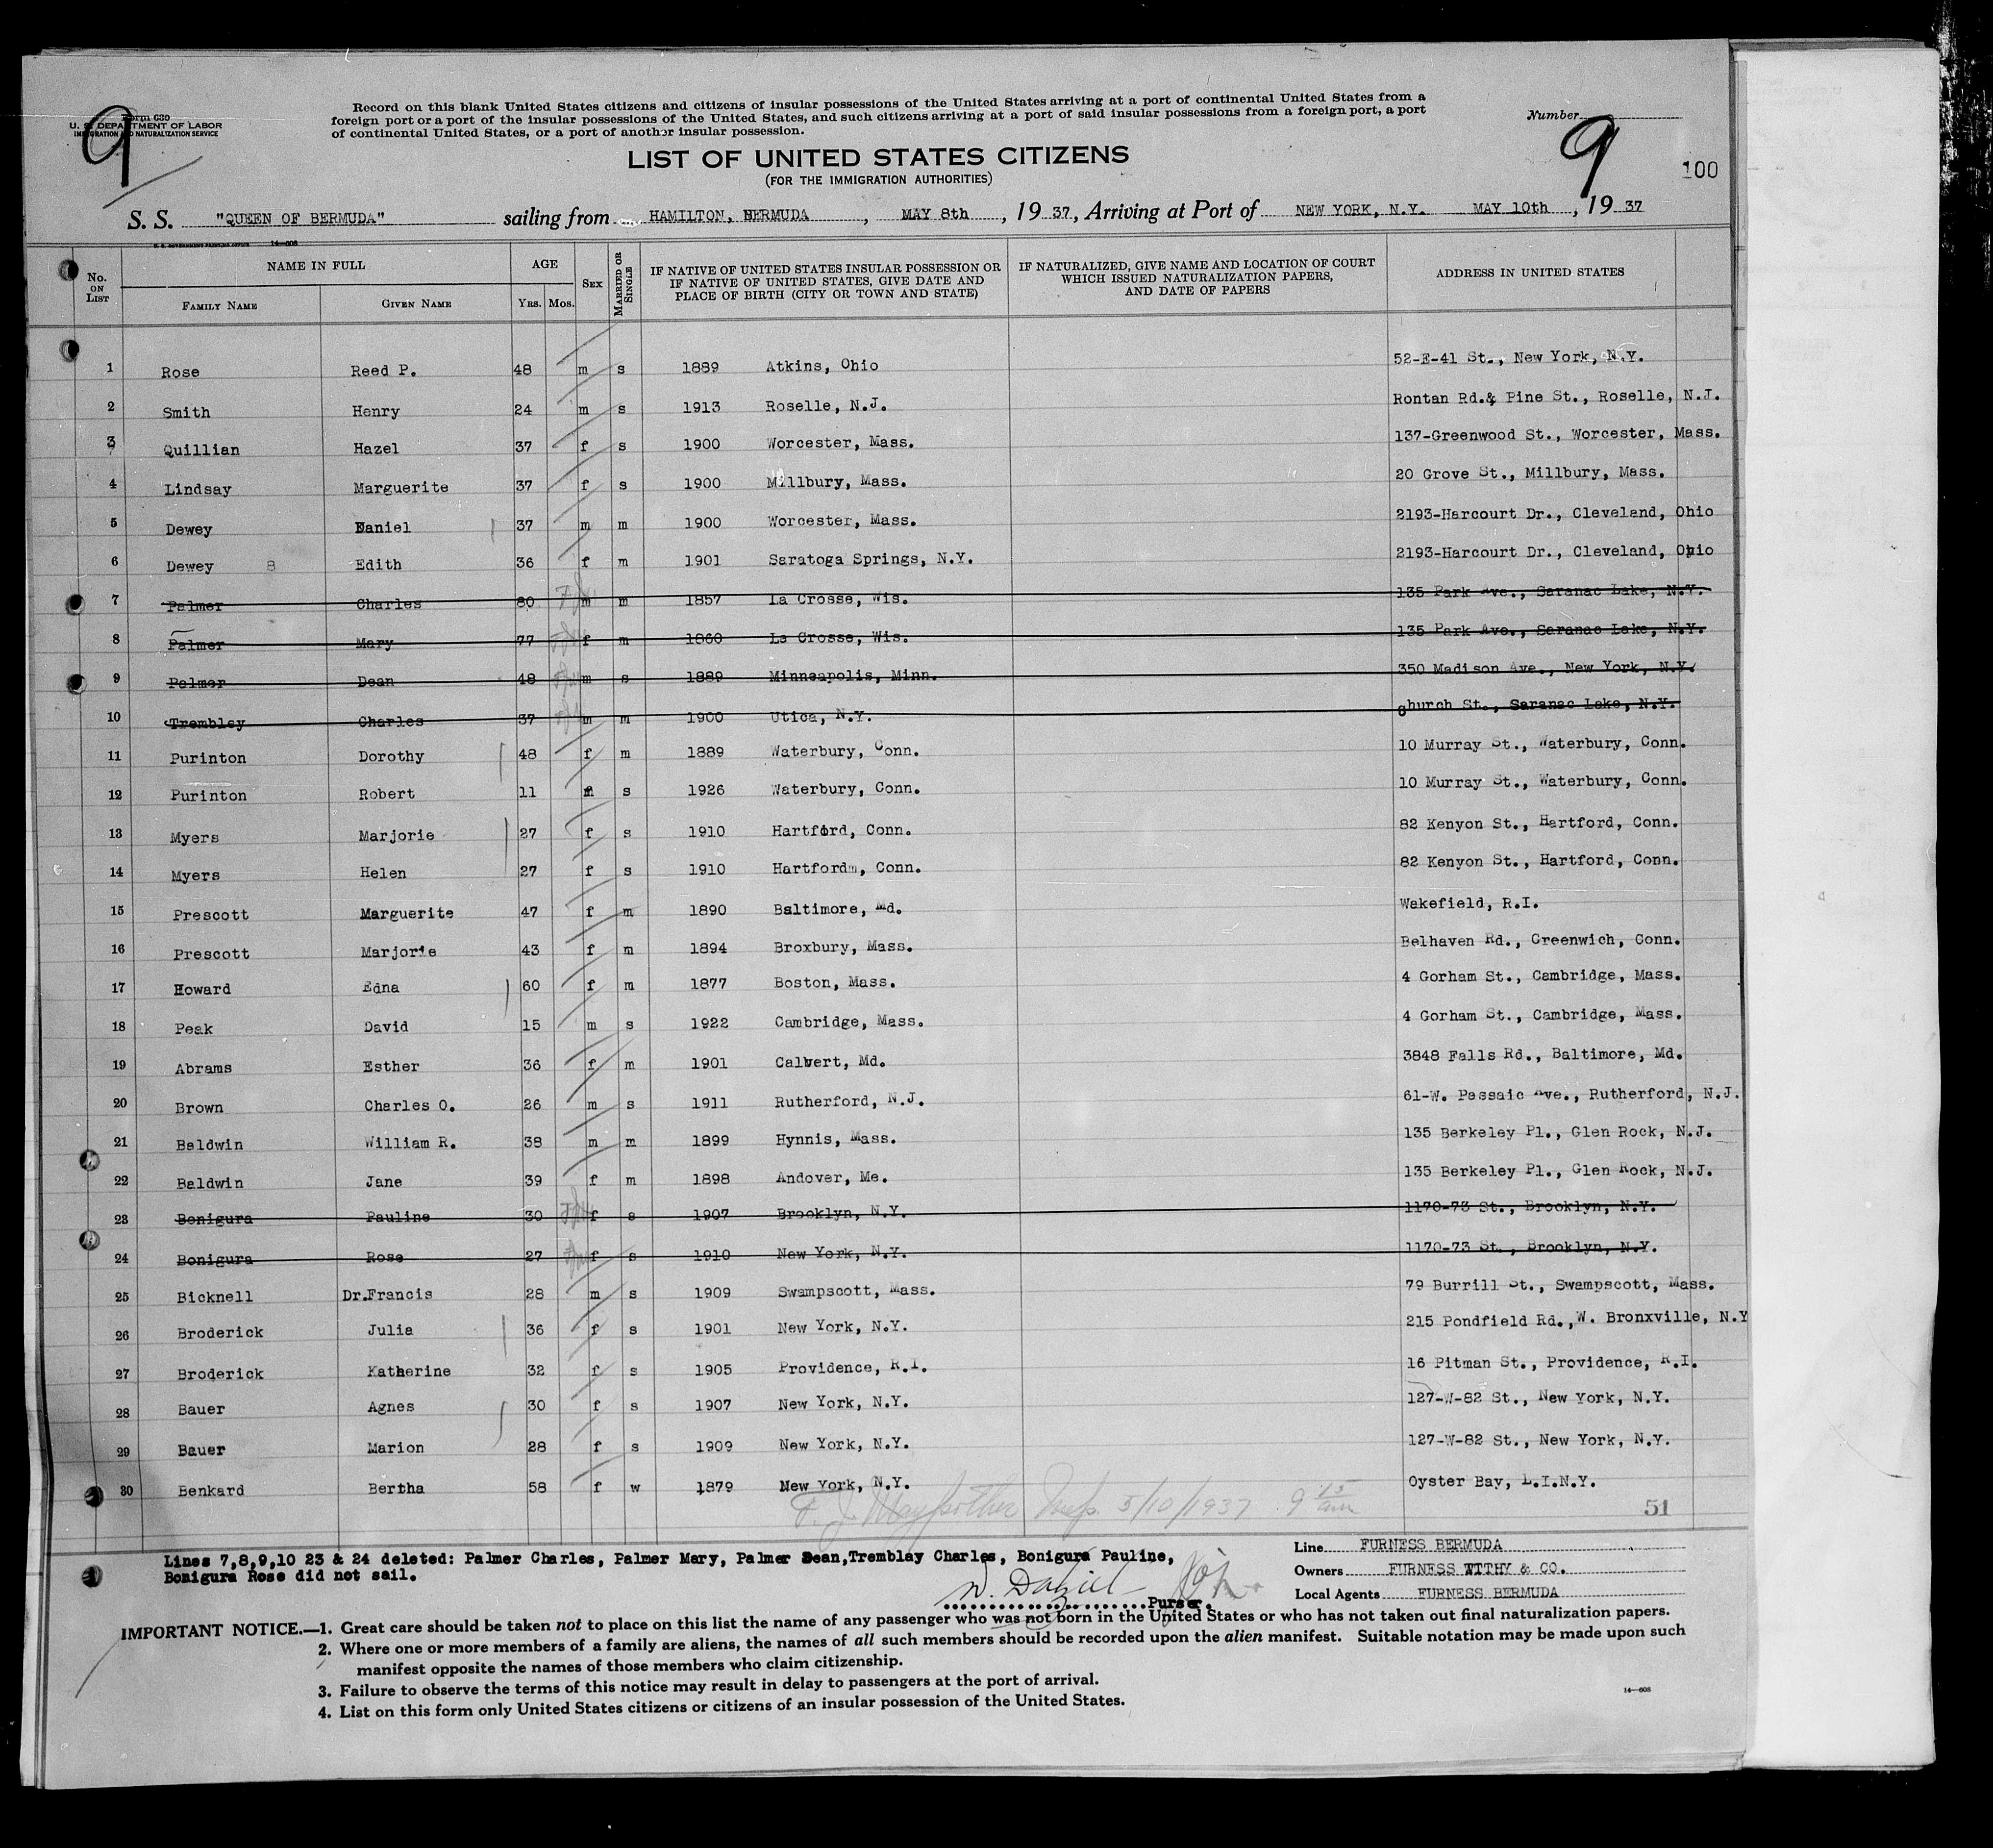 9
Form 630
U. S. DEPARTMENT OF LABOR
IMMIGRATION AND NATURALIZATION SERVICE
Record on this blank United States citizens and citizens of insular possessions of the United States arriving at a port of continental United States from a
foreign port or a port of the insular possessions of the United States, and such citizens arriving at a port of said insular possessions from a foreign port, a port
of continental United States, or a port of another insular possession.
Number
9
100
LIST OF UNITED STATES CITIZENS
(FOR THE IMMIGRATION AUTHORITIES)
S. S. "QUEEN OF BERMUDA" sailing from HAMILTON, BERMUDA, MAY 8th, 1937, Arriving at Port of NEW YORK, N.Y. MAY 10th, 1937
U. S. GOVERNMENT PRINTING OFFICE 14—608
No. ON LIST NAME IN FULL AGE SEX MARRIED OR SINGLE IF NATIVE OF UNITED STATES INSULAR POSSESSION OR IF NATIVE OF UNITED STATES, GIVE DATE AND PLACE OF BIRTH (CITY OR TOWN AND STATE) IF NATURALIZED, GIVE NAME AND LOCATION OF COURT WHICH ISSUED NATURALIZATION PAPERS, AND DATE OF PAPERS ADDRESS IN UNITED STATES
FAMILY NAME GIVEN NAME YRS. MOS.
1 Rose Reed P. 48 m s 1889 Atkins, Ohio 52-E-41 St., New York, N.Y.
2 Smith Henry 24 m s 1913 Roselle, N.J. Rontan Rd.& Pine St., Roselle, N.J.
3 Quillian Hazel 37 f s 1900 Worcester, Mass. 137-Greenwood St., Worcester, Mass.
4 Lindsay Marguerite 37 f s 1900 Millbury, Mass. 20 Grove St., Millbury, Mass.
5 Dewey Daniel 37 m m 1900 Worcester, Mass. 2193-Harcourt Dr., Cleveland, Ohio
6 Dewey 8 Edith 36 f m 1901 Saratoga Springs, N.Y. 2193-Harcourt Dr., Cleveland, Ohio
7 Palmer Charles 80 m m 1857 La Crosse, Wis. 135 Park Ave., Saranac Lake, N.Y.
8 Palmer Mary 77 f m 1860 La Crosse, Wis. 135 Park Ave., Saranac Lake, N.Y.
9 Palmer Dean 48 m s 1889 Minneapolis, Minn. 350 Madison Ave., New York, N.Y.
10 Trembley Charles 37 m m 1900 Utica, N.Y. Church St., Saranac Lake, N.Y.
11 Purinton Dorothy 48 f m 1889 Waterbury, Conn. 10 Murray St., Waterbury, Conn.
12 Purinton Robert 11 m s 1926 Waterbury, Conn. 10 Murray St., Waterbury, Conn.
13 Myers Marjorie 27 f s 1910 Hartford, Conn. 82 Kenyon St., Hartford, Conn.
14 Myers Helen 27 f s 1910 Hartfordm, Conn. 82 Kenyon St., Hartford, Conn.
15 Prescott Marguerite 47 f m 1890 Baltimore, Md. Wakefield, R.I.
16 Prescott Marjorie 43 f m 1894 Broxbury, Mass. Belhaven Rd., Greenwich, Conn.
17 Howard Edna 60 f m 1877 Boston, Mass. 4 Gorham St., Cambridge, Mass.
18 Peak David 15 m s 1922 Cambridge, Mass. 4 Gorham St., Cambridge, Mass.
19 Abrams Esther 36 f m 1901 Calvert, Md. 3848 Falls Rd., Baltimore, Md.
20 Brown Charles O. 26 m s 1911 Rutherford, N.J. 61-W. Passaic Ave., Rutherford, N.J.
21 Baldwin William R. 38 m m 1899 Hynnis, Mass. 135 Berkeley Pl., Glen Rock, N.J.
22 Baldwin Jane 39 f m 1898 Andover, Me. 135 Berkeley Pl., Glen Rock, N.J.
23 Bonigura Pauline 30 f s 1907 Brooklyn, N.Y. 1170-73 St., Brooklyn, N.Y.
24 Bonigura Rose 27 f s 1910 New York, N.Y. 1170-73 St., Brooklyn, N.Y.
25 Bicknell Dr.Francis 28 m s 1909 Swampscott, Mass. 79 Burrill St., Swampscott, Mass.
26 Broderick Julia 36 f s 1901 New York, N.Y. 215 Pondfield Rd.,W. Bronxville, N.Y
27 Broderick Katherine 32 f s 1905 Providence, R.I. 16 Pitman St., Providence, R.I.
28 Bauer Agnes 30 f s 1907 New York, N.Y. 127-W-82 St., New York, N.Y.
29 Bauer Marion 28 f s 1909 New York, N.Y. 127-W-82 St., New York, N.Y.
30 Benkard Bertha 58 f w 1879 New York, N.Y. Oyster Bay, L.I.N.Y.
5/10/1937 9 15 am
51
Lines 7,8,9,10 23 & 24 deleted: Palmer Charles, Palmer Mary, Palmer Dean,Tremblay Charles, Bonigura Pauline,
Bonigura Rose did not sail.
Purser.
Line FURNESS BERMUDA
Owners FURNESS WITHY & CO.
Local Agents FURNESS BERMUDA
IMPORTANT NOTICE.—1. Great care should be taken not to place on this list the name of any passenger who was not born in the United States or who has not taken out final naturalization papers.
2. Where one or more members of a family are aliens, the names of all such members should be recorded upon the alien manifest. Suitable notation may be made upon such
manifest opposite the names of those members who claim citizenship.
3. Failure to observe the terms of this notice may result in delay to passengers at the port of arrival.
4. List on this form only United States citizens or citizens of an insular possession of the United States.
14—608